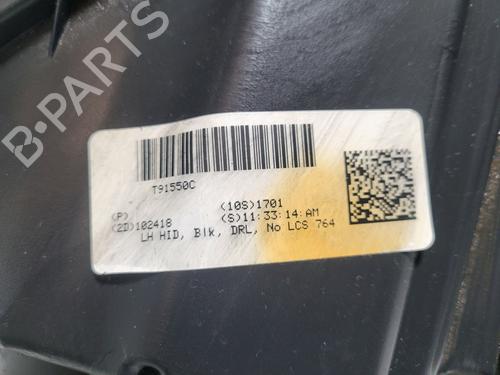 B-PARTS
T91550C
(P) (10S)1701
(2D)102418 (S)11:33:14:AM
LH HID, Blk, DRL, No LCS 764